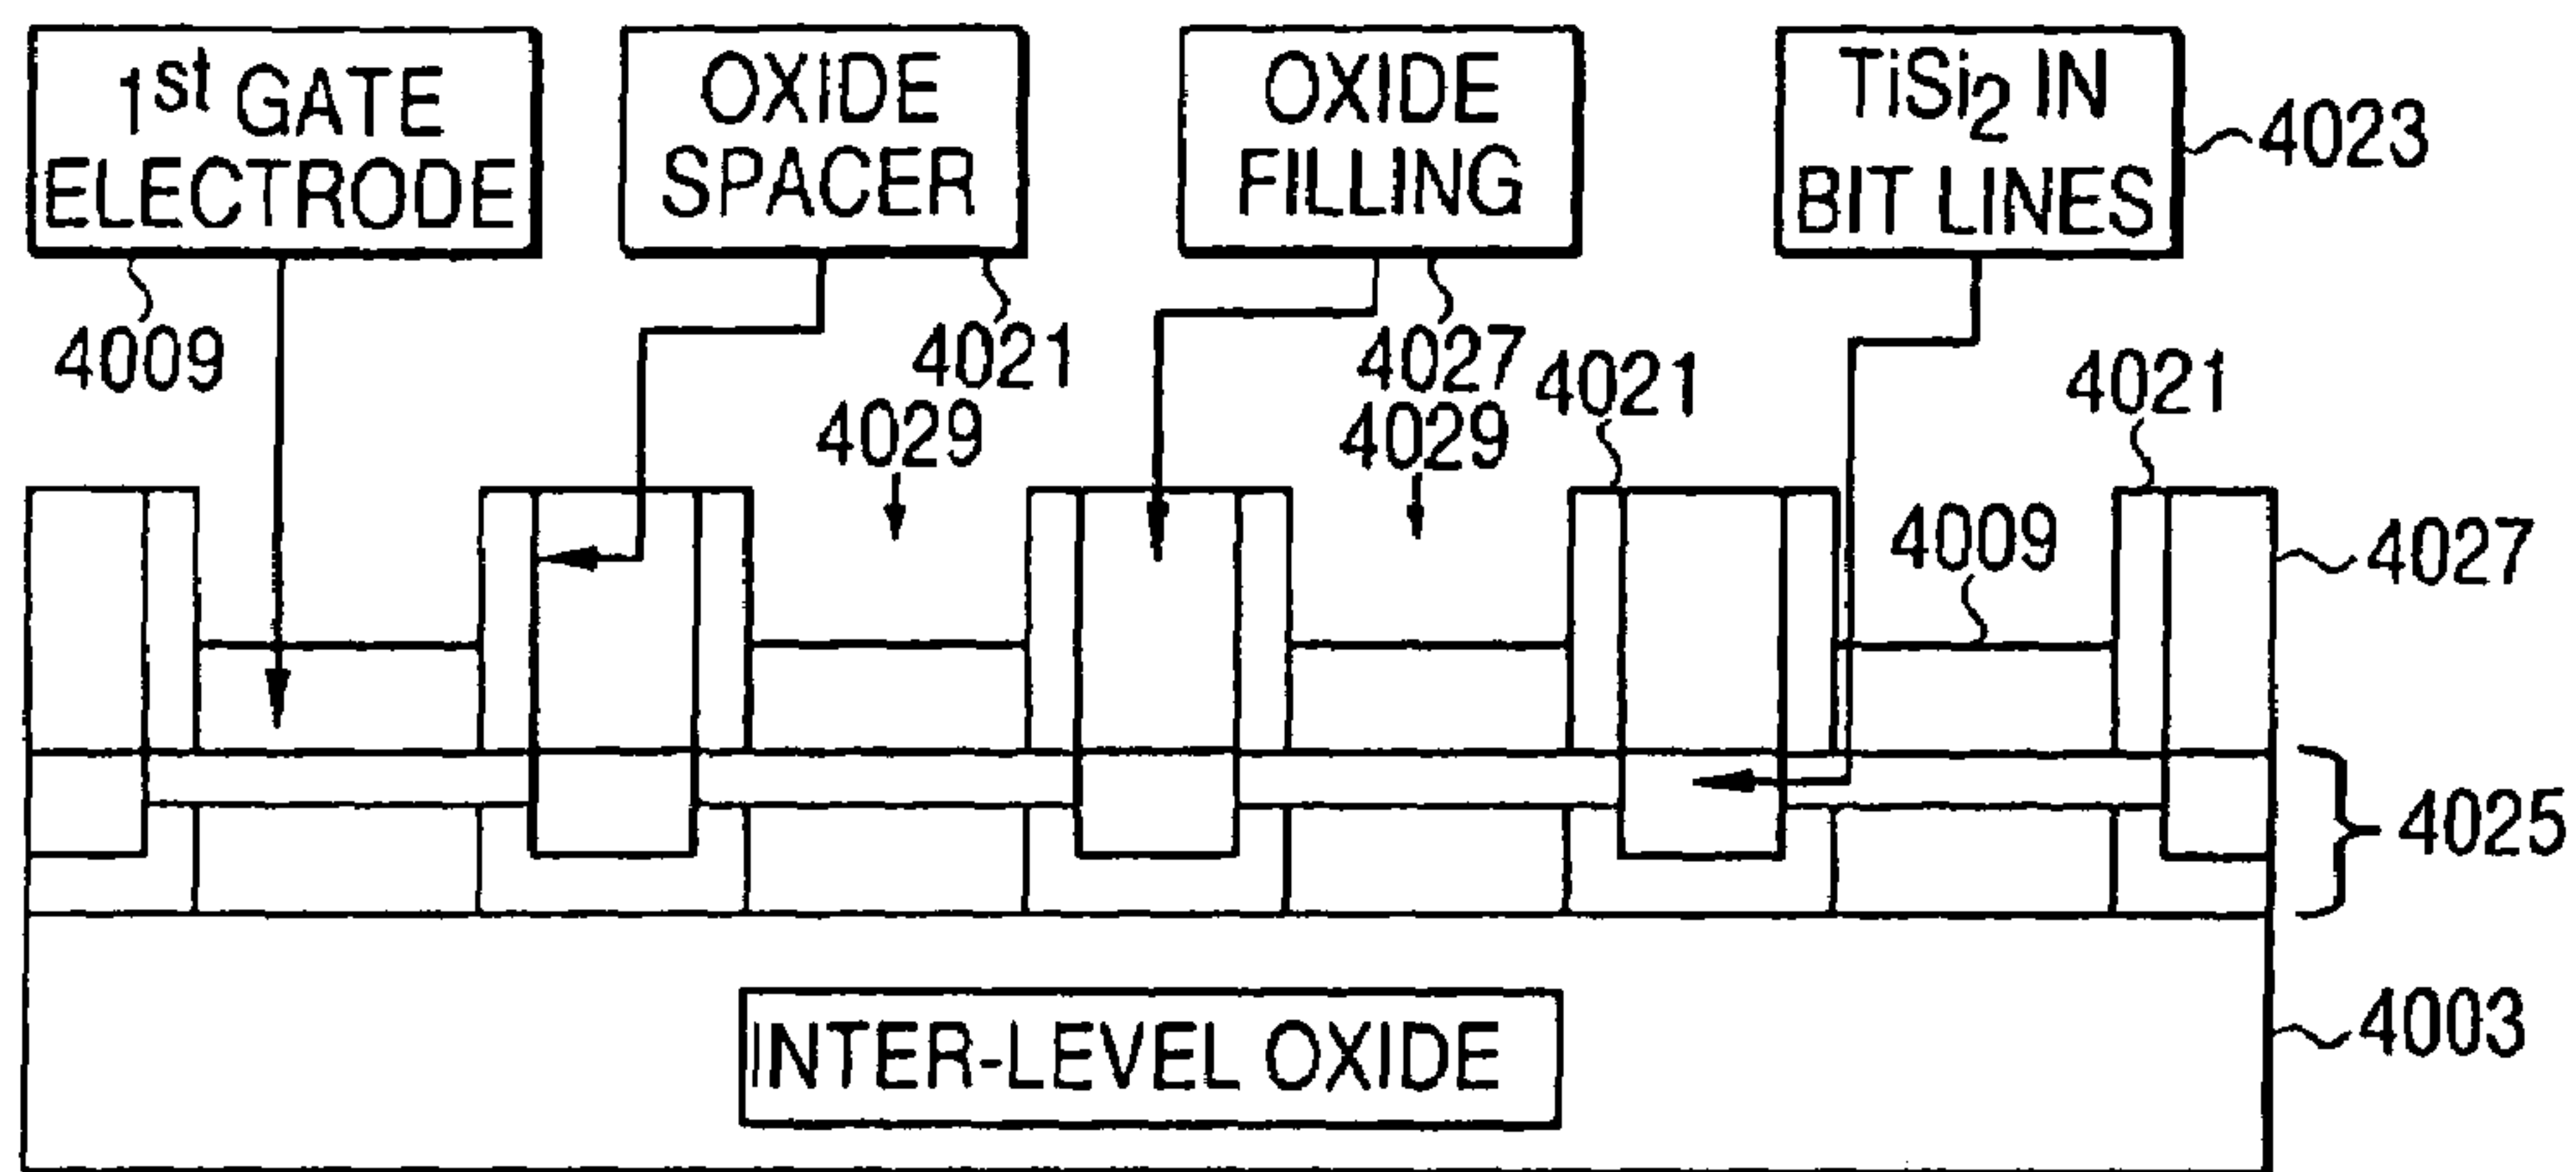 1st GATE
ELECTRODE
OXIDE
SPACER
OXIDE
FILLING
TiSi2 IN
BIT LINES
4023
4009
4021
4027
4021
4021
4029
4029
4009
4027
4025
INTER-LEVEL OXIDE
4003